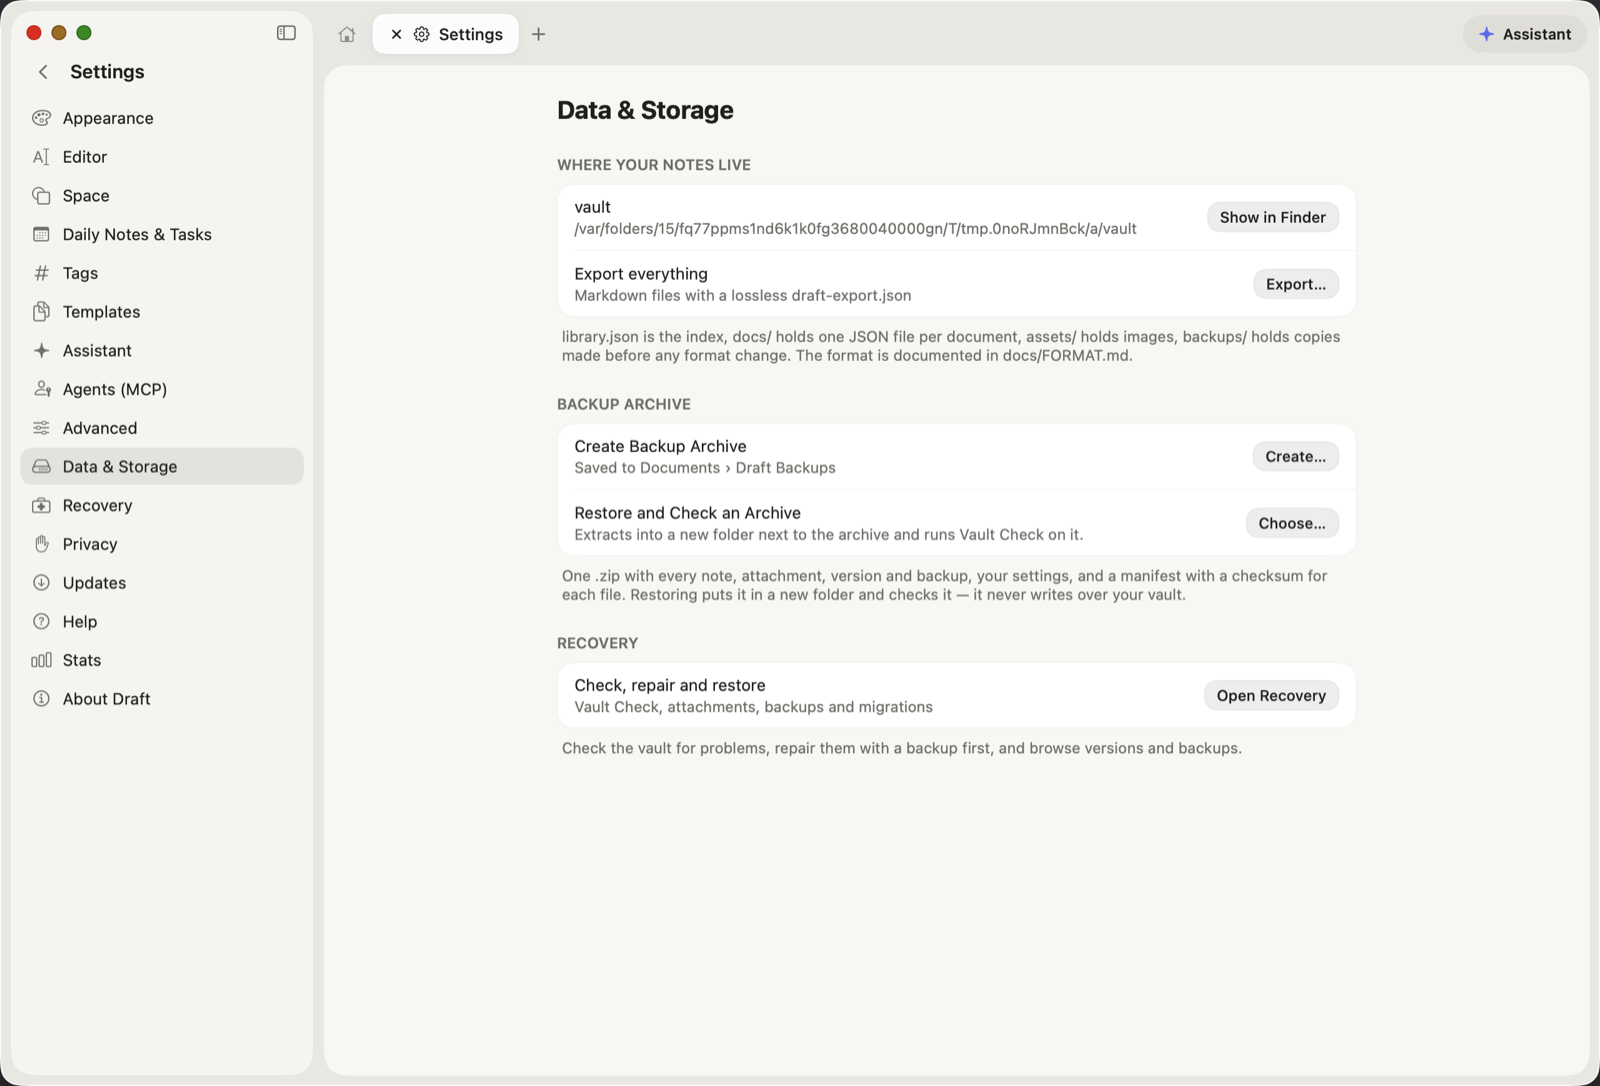 Settings
Assistant
Settings
Appearance
Editor
Space
Daily Notes & Tasks
Tags
Templates
Assistant
Agents (MCP)
Advanced
Data & Storage
Recovery
Privacy
Updates
Help
Stats
About Draft
Data & Storage
WHERE YOUR NOTES LIVE
vault
/var/folders/15/fq77ppms1nd6k1k0fg3680040000gn/T/tmp.0noRJmnBck/a/vault
Show in Finder
Export everything
Markdown files with a lossless draft-export.json
Export...
library.json is the index, docs/ holds one JSON file per document, assets/ holds images, backups/ holds copies
made before any format change. The format is documented in docs/FORMAT.md.
BACKUP ARCHIVE
Create Backup Archive
Saved to Documents › Draft Backups
Create...
Restore and Check an Archive
Extracts into a new folder next to the archive and runs Vault Check on it.
Choose...
One .zip with every note, attachment, version and backup, your settings, and a manifest with a checksum for
each file. Restoring puts it in a new folder and checks it — it never writes over your vault.
RECOVERY
Check, repair and restore
Vault Check, attachments, backups and migrations
Open Recovery
Check the vault for problems, repair them with a backup first, and browse versions and backups.